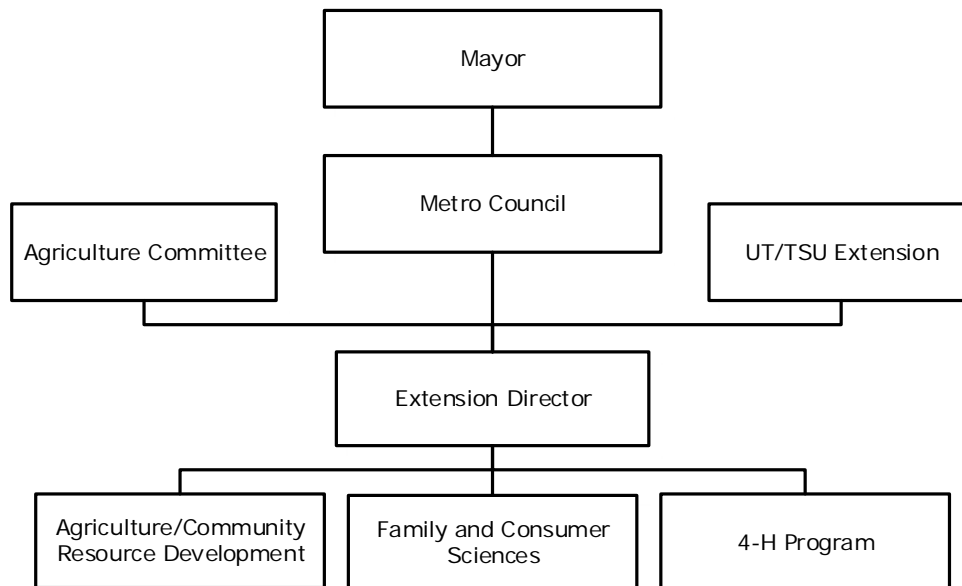 Mayor
Metro Council
Agriculture Committee
UT/TSU Extension
Extension Director
Agriculture/Community
Resource Development
Family and Consumer
Sciences
4-H Program